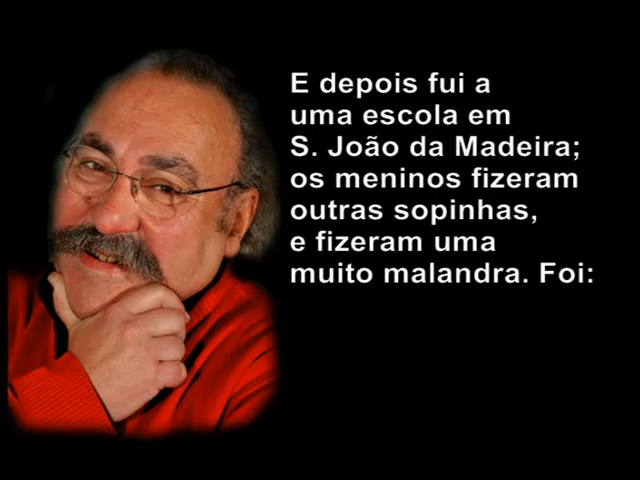 E depois fui a
uma escola em
S. João da Madeira;
os meninos fizeram
outras sopinhas,
e fizeram uma
muito malandra. Foi: